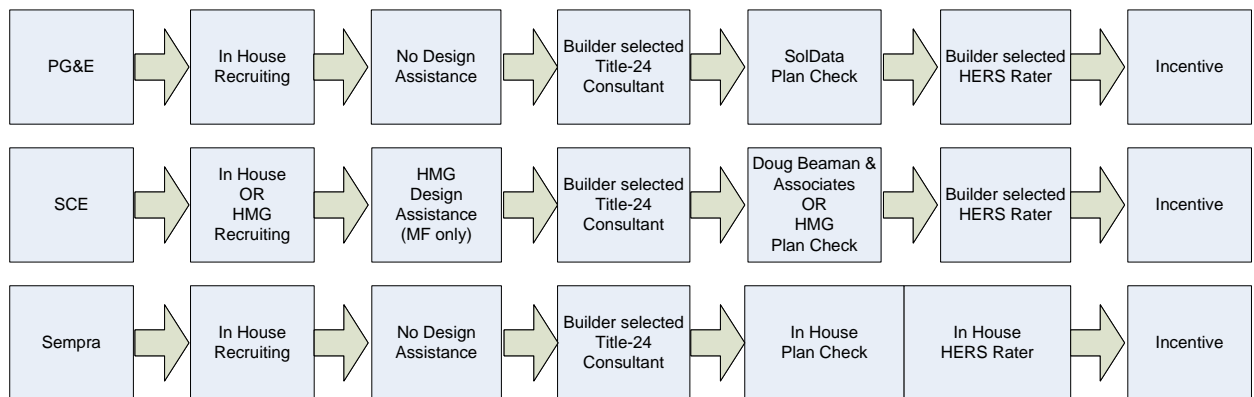 PG&E
In House
Recruiting
No Design
Assistance
Builder selected
Title-24
Consultant
SolData
Plan Check
Builder selected
HERS Rater
Incentive
SCE
In House
OR
HMG
Recruiting
HMG
Design
Assistance
(MF only)
Builder selected
Title-24
Consultant
Doug Beaman &
Associates
OR
HMG
Plan Check
Builder selected
HERS Rater
Incentive
Sempra
In House
Recruiting
No Design
Assistance
Builder selected
Title-24
Consultant
In House
Plan Check
In House
HERS Rater
Incentive